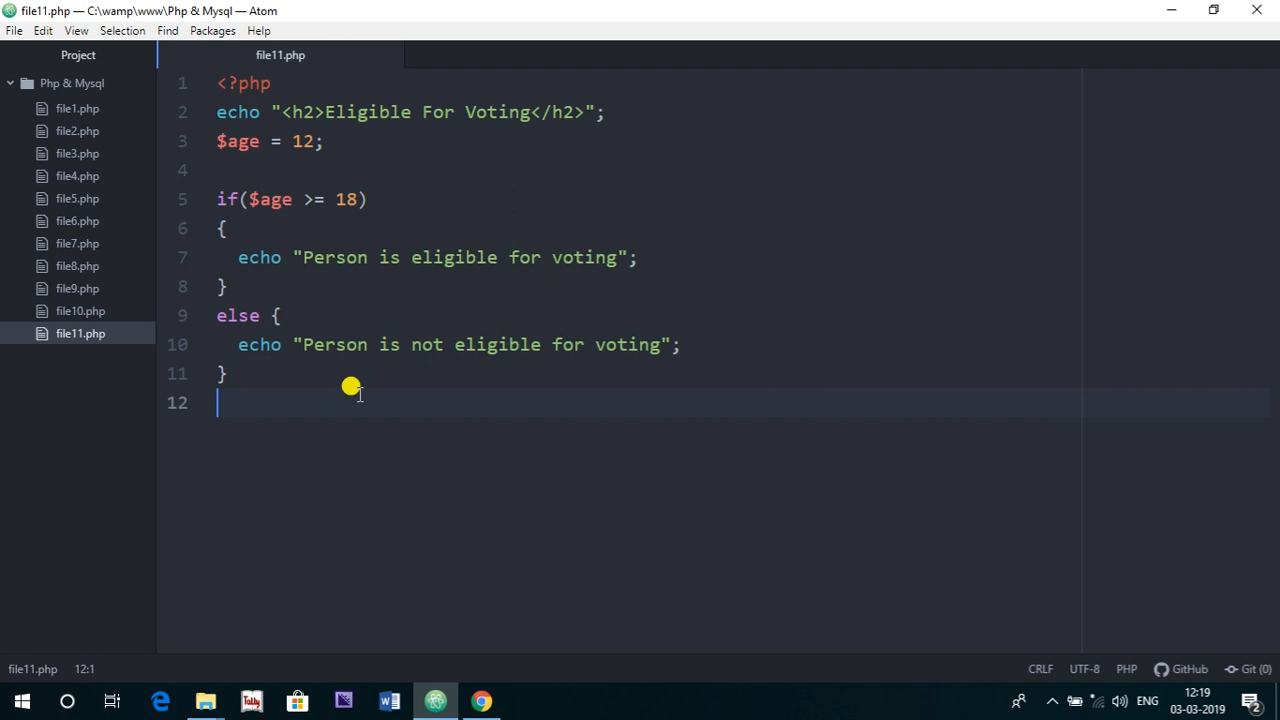 file11.php — C:\wamp\www\Php & Mysql — Atom
File Edit View Selection Find Packages Help
Project
file11.php
Php & Mysql
file1.php
file2.php
file3.php
file4.php
file5.php
file6.php
file7.php
file8.php
file9.php
file10.php
file11.php
1 <?php
2 echo "<h2>Eligible For Voting</h2>";
3 $age = 12;
4
5 if($age >= 18)
6 {
7 echo "Person is eligible for voting";
8 }
9 else {
10 echo "Person is not eligible for voting";
11 }
12
file11.php 12:1 CRLF UTF-8 PHP GitHub Git (0)
Tally
ENG
12:19
03-03-2019
2